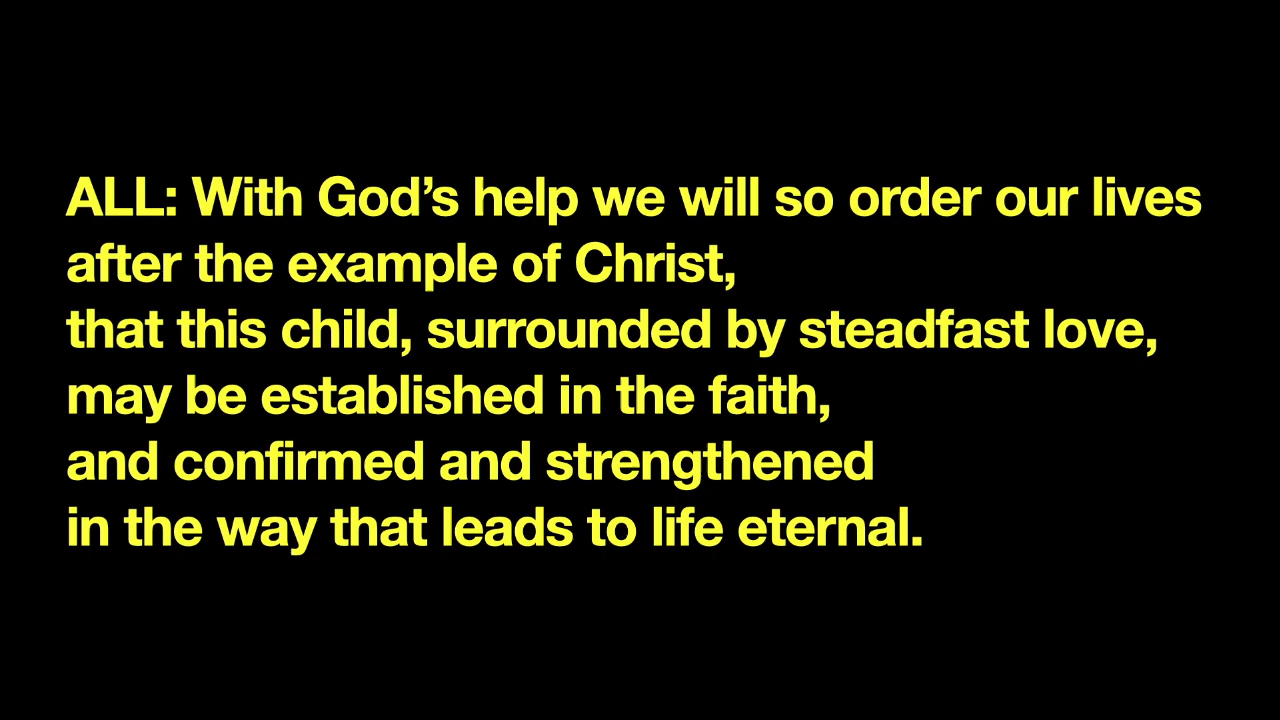 ALL: With God’s help we will so order our lives
after the example of Christ,
that this child, surrounded by steadfast love,
may be established in the faith,
and confirmed and strengthened
in the way that leads to life eternal.